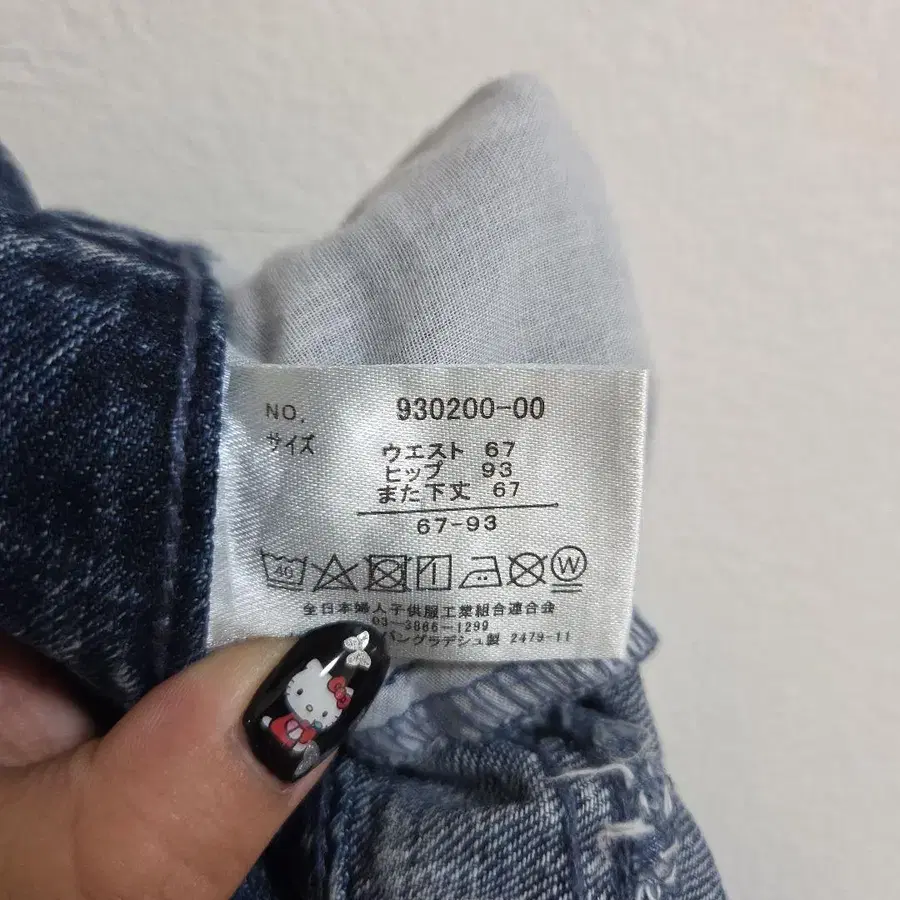 NO. 930200-00
サイズ ウエスト 67
ヒップ 93
また下丈 67
67-93
40 W
全日本婦人子供服工業組合連合会
03-3866-1299
バングラデシュ製 2479-11